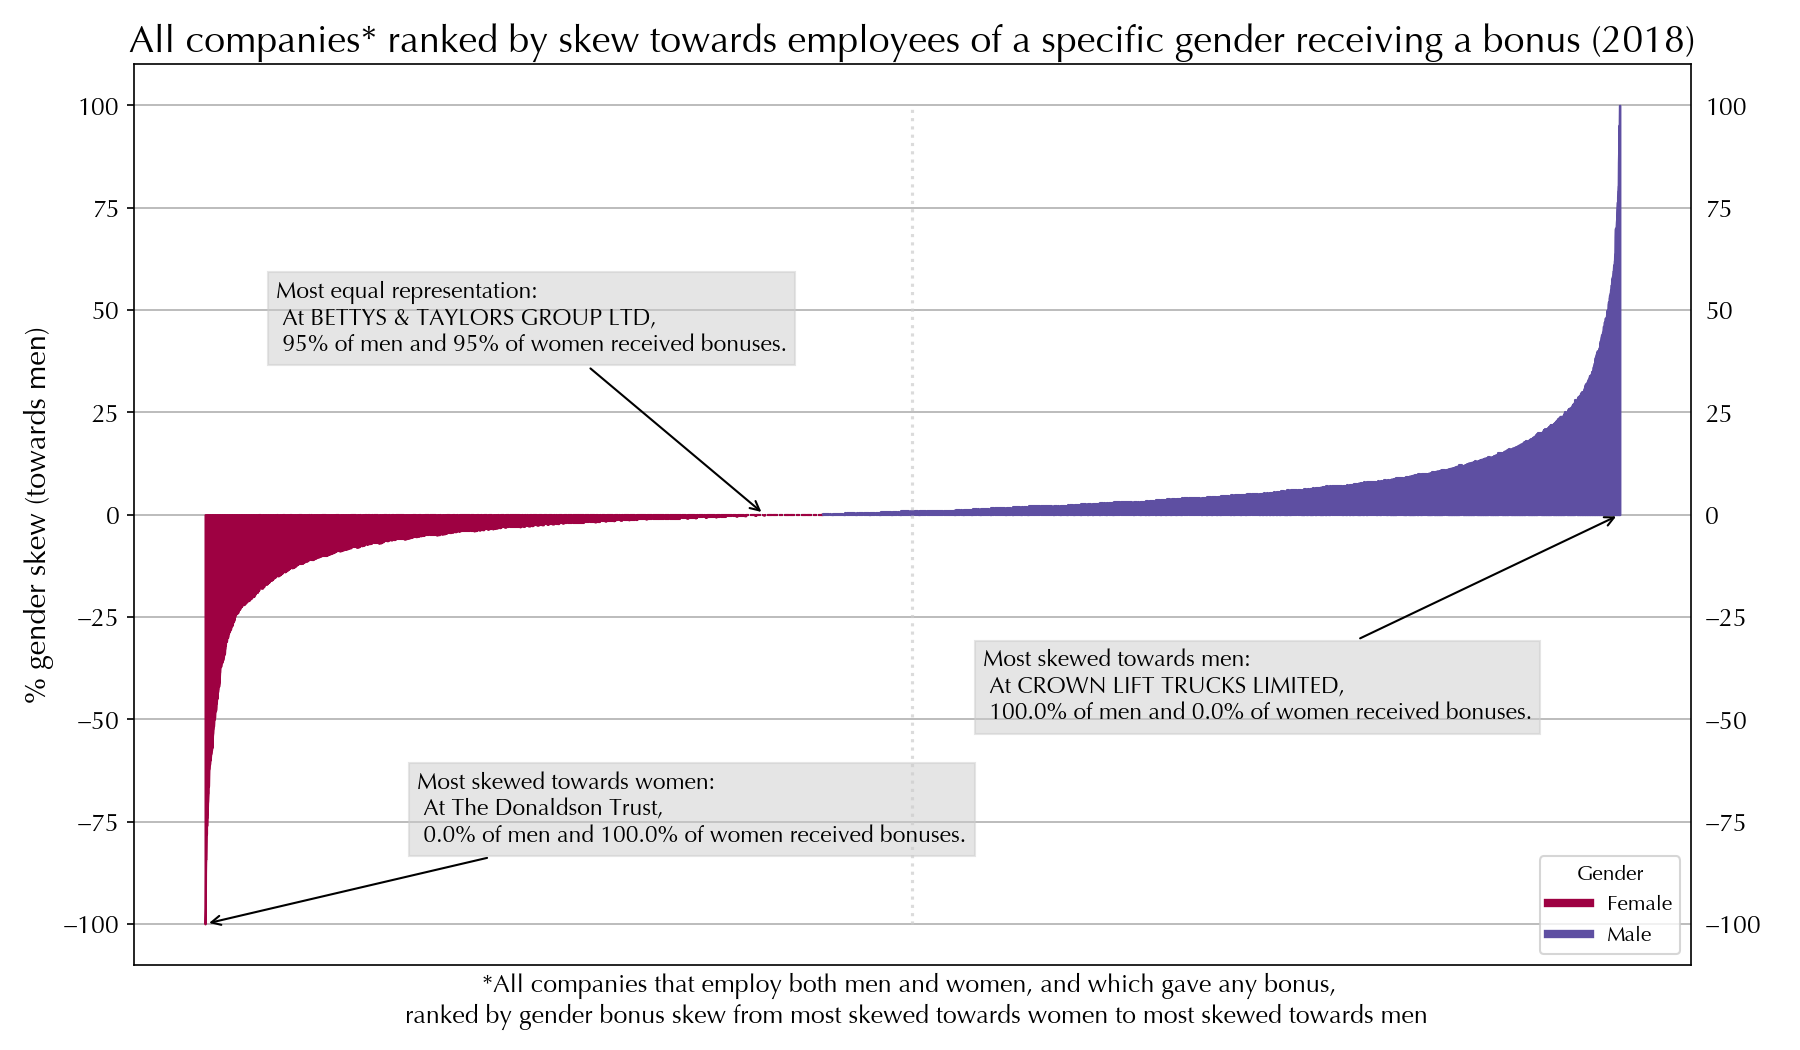 All companies* ranked by skew towards employees of a specific gender receiving a bonus (2018)
% gender skew (towards men)
100
75
50
25
0
−25
−50
−75
−100
Most equal representation:
At BETTYS & TAYLORS GROUP LTD,
95% of men and 95% of women received bonuses.
Most skewed towards men:
At CROWN LIFT TRUCKS LIMITED,
100.0% of men and 0.0% of women received bonuses.
Most skewed towards women:
At The Donaldson Trust,
0.0% of men and 100.0% of women received bonuses.
100
75
50
25
0
−25
−50
−75
−100
Gender
Female
Male
*All companies that employ both men and women, and which gave any bonus,
ranked by gender bonus skew from most skewed towards women to most skewed towards men